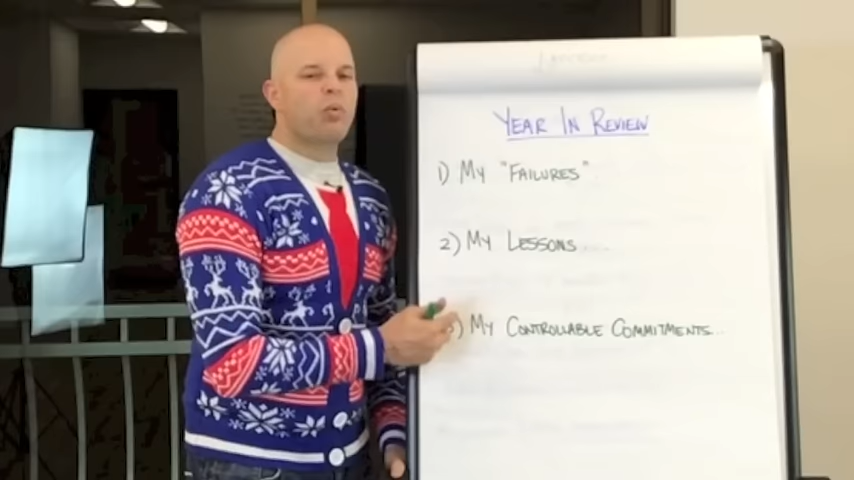 YEAR IN REVIEW
1) MY "FAILURES"
2) MY LESSONS....
3) MY CONTROLLABLE COMMITMENTS...